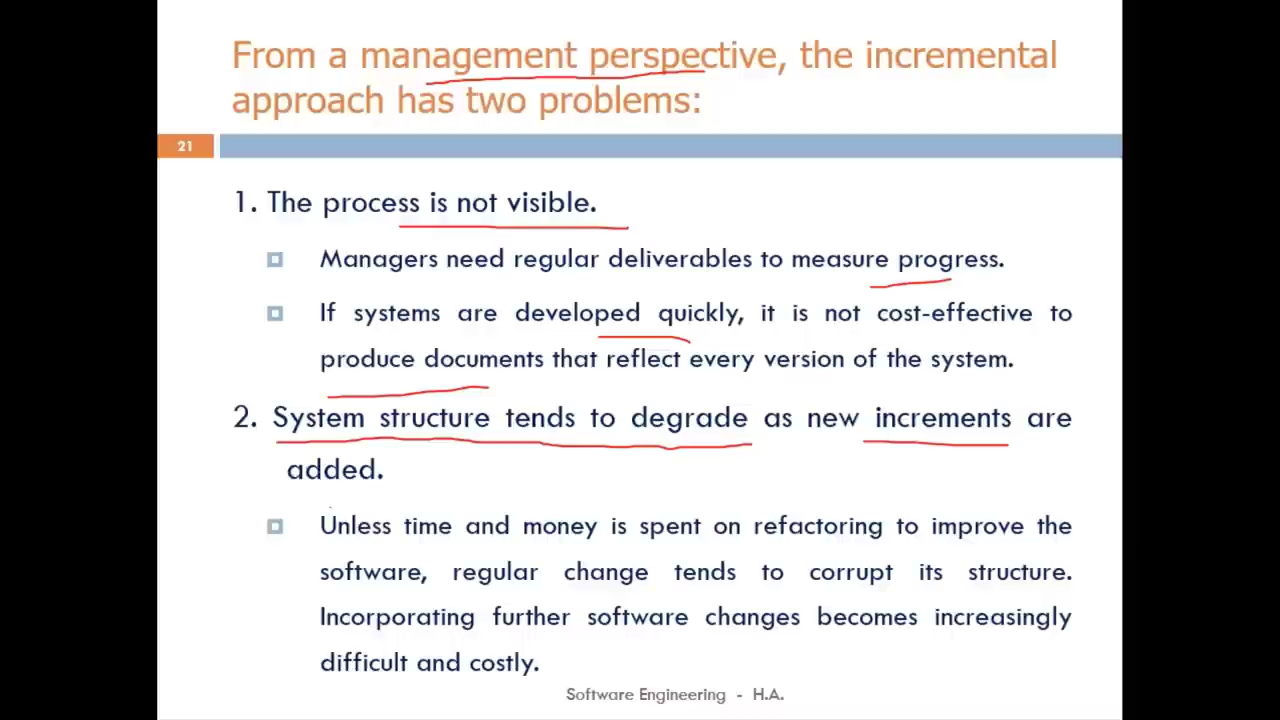 From a management perspective, the incremental
approach has two problems:
21
1. The process is not visible.
Managers need regular deliverables to measure progress.
If systems are developed quickly, it is not cost-effective to
produce documents that reflect every version of the system.
2. System structure tends to degrade as new increments are
added.
Unless time and money is spent on refactoring to improve the
software, regular change tends to corrupt its structure.
Incorporating further software changes becomes increasingly
difficult and costly.
Software Engineering - H.A.